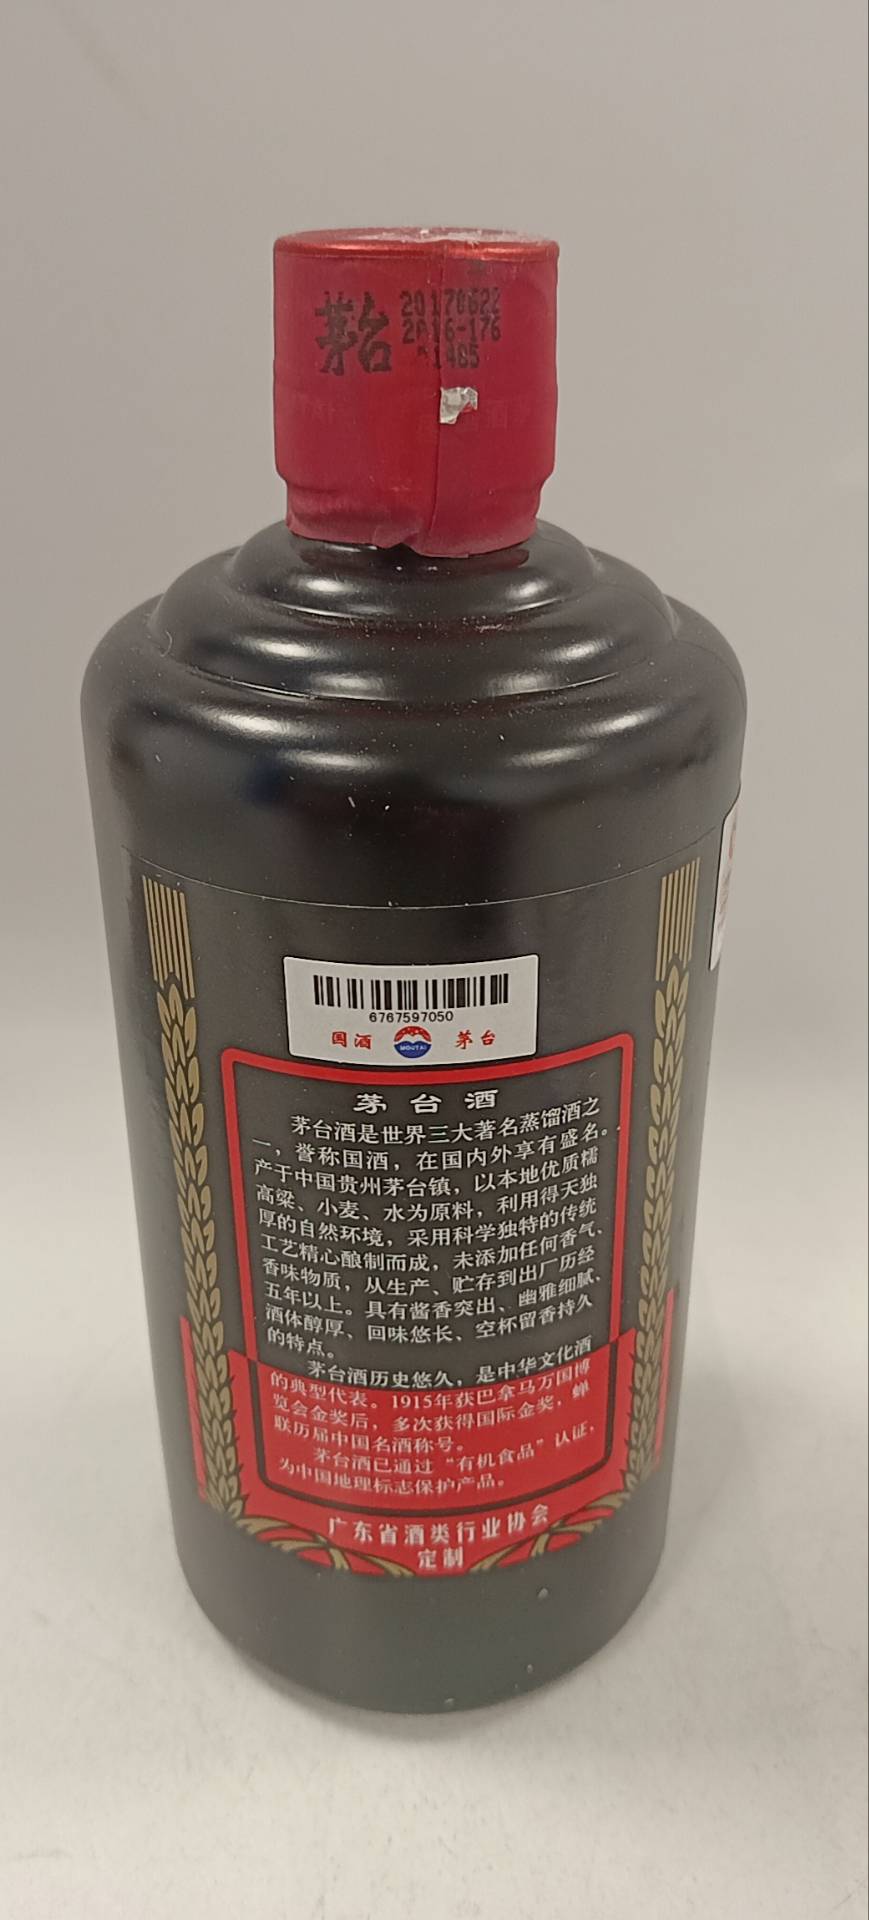 茅台
20170622
2016-176
1485
6767597050
国酒
MOUTAI
茅台
茅台酒
茅台酒是世界三大著名蒸馏酒之
一，誉称国酒，在国内外享有盛名。
产于中国贵州茅台镇，以本地优质糯
高粱、小麦、水为原料，利用得天独
厚的自然环境，采用科学独特的传统
工艺精心酿制而成，未添加任何香气、
香味物质，从生产、贮存到出厂历经
五年以上。具有酱香突出、幽雅细腻、
酒体醇厚、回味悠长、空杯留香持久
的特点。
茅台酒历史悠久，是中华文化酒
的典型代表。1915年获巴拿马万国博
览会金奖后，多次获得国际金奖，蝉
联历届中国名酒称号。
茅台酒已通过“有机食品”认证，
为中国地理标志保护产品。
广东省酒类行业协会
定制